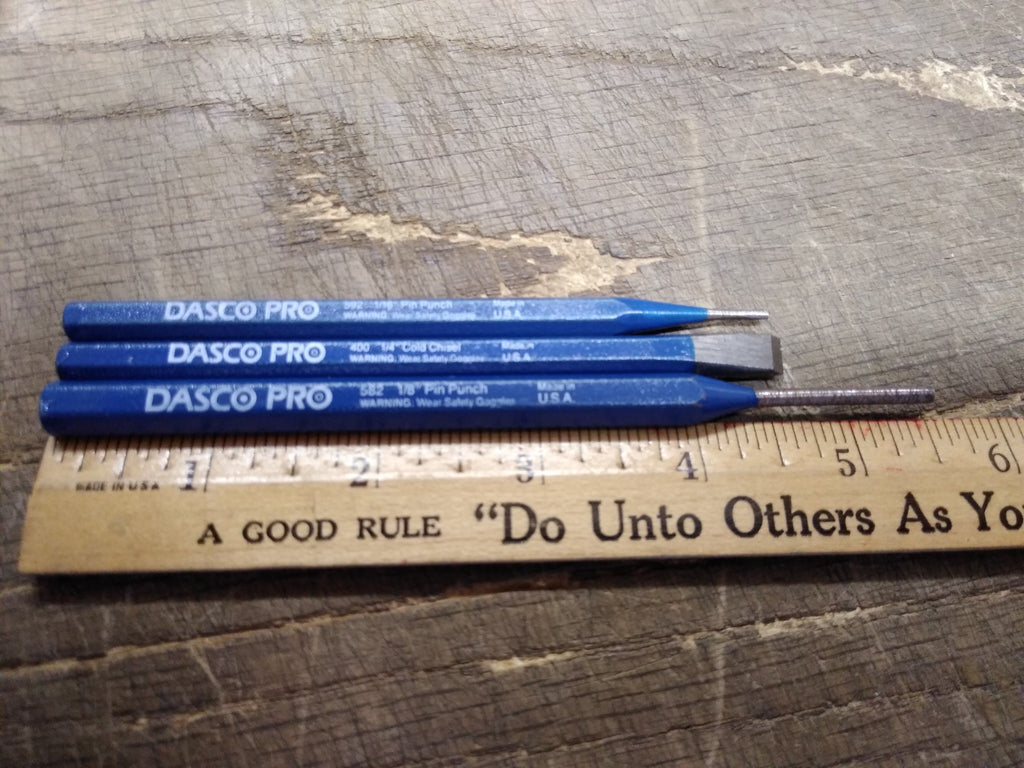 DASCO PRO
592 1/16 Pin Punch
WARNING. Wear Safety Goggles
Made in
U.S.A.
DASCO PRO
400 1/4" Cold Chisel
WARNING: Wear Safety Goggles
Made in
U.S.A.
DASCO PRO
582 1/8" Pin Punch
WARNING. Wear Safety Goggles
Made in
U.S.A.
1 2 3 4 5 6
MADE IN U S A
A GOOD RULE "Do Unto Others As Yo